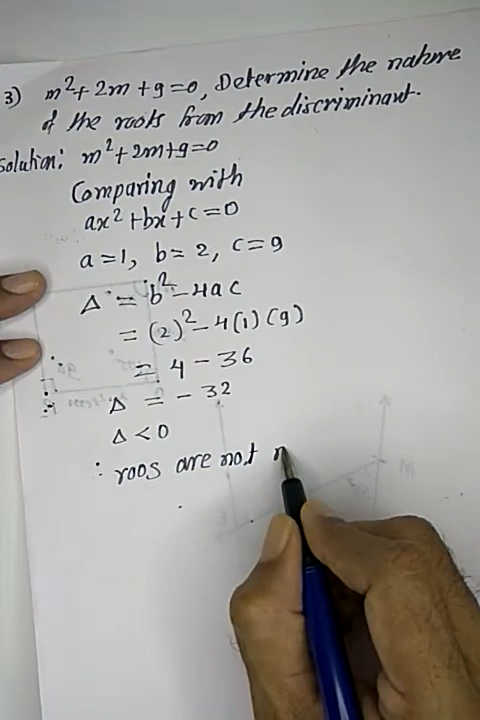 3) m²+2m+9=0, Determine the nature
of the roots from the discriminant.
Solution: m²+2m+9=0
Comparing with
ax²+bx+c=0
a=1, b=2, c=9
Δ = b²-4ac
= (2)²-4(1)(9)
= 4-36
Δ = -32
Δ<0
∴ roos are not r